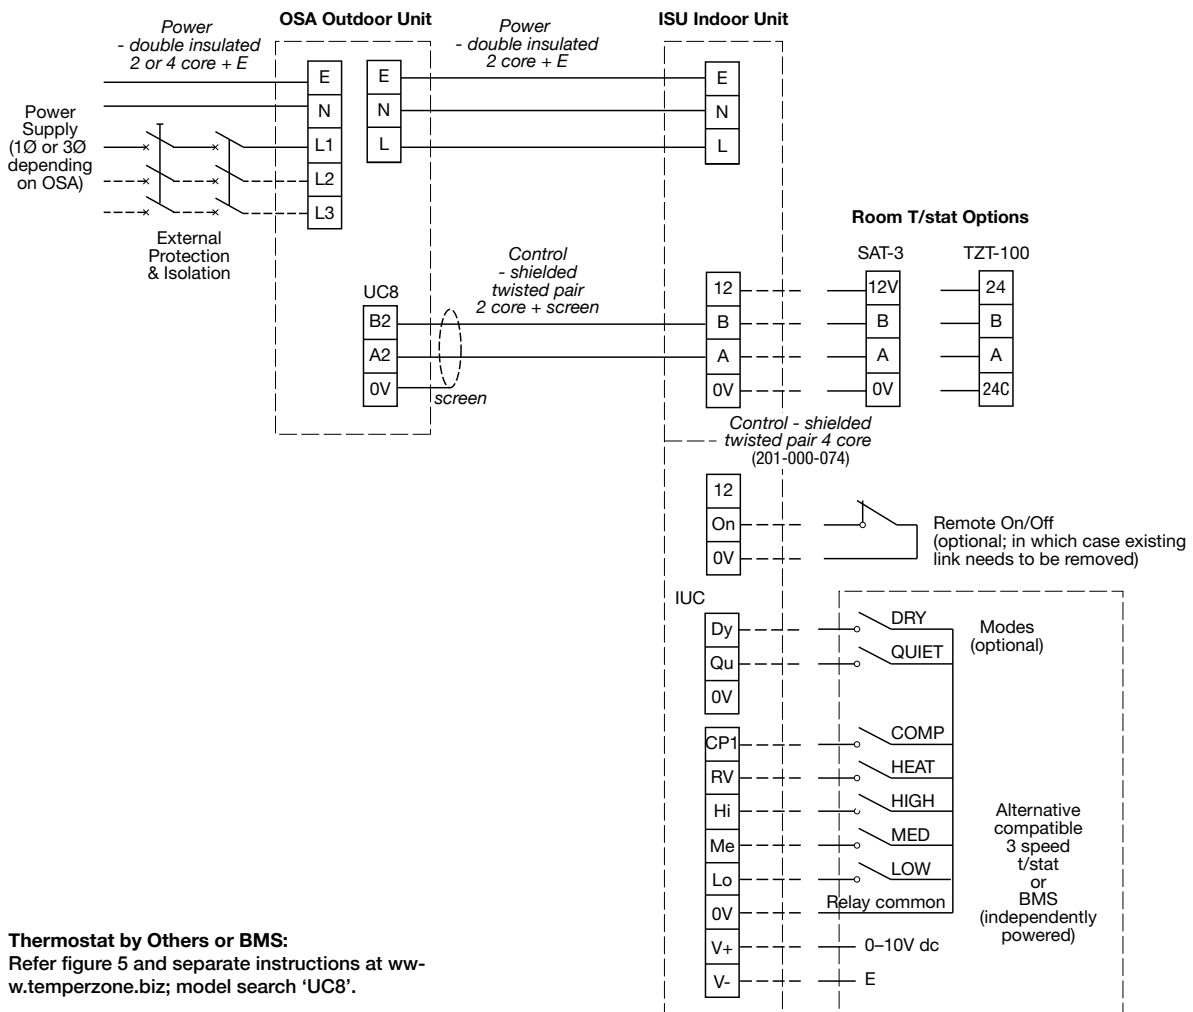 OSA Outdoor Unit
ISU Indoor Unit
Power
- double insulated
2 or 4 core + E
Power
- double insulated
2 core + E
E
N
L1
L2
L3
E
N
L
E
N
L
Power
Supply
(1Ø or 3Ø
depending
on OSA)
External
Protection
& Isolation
Room T/stat Options
SAT-3
TZT-100
Control
- shielded
twisted pair
2 core + screen
UC8
B2
A2
0V
screen
12
B
A
0V
12V
B
A
0V
24
B
A
24C
Control - shielded
twisted pair 4 core
(201-000-074)
12
On
0V
Remote On/Off
(optional; in which case existing
link needs to be removed)
IUC
Dy
Qu
0V
DRY
QUIET
Modes
(optional)
CP1
RV
Hi
Me
Lo
0V
V+
V-
COMP
HEAT
HIGH
MED
LOW
Relay common
0–10V dc
E
Alternative
compatible
3 speed
t/stat
or
BMS
(independently
powered)
Thermostat by Others or BMS:
Refer figure 5 and separate instructions at ww-
w.temperzone.biz; model search ‘UC8’.